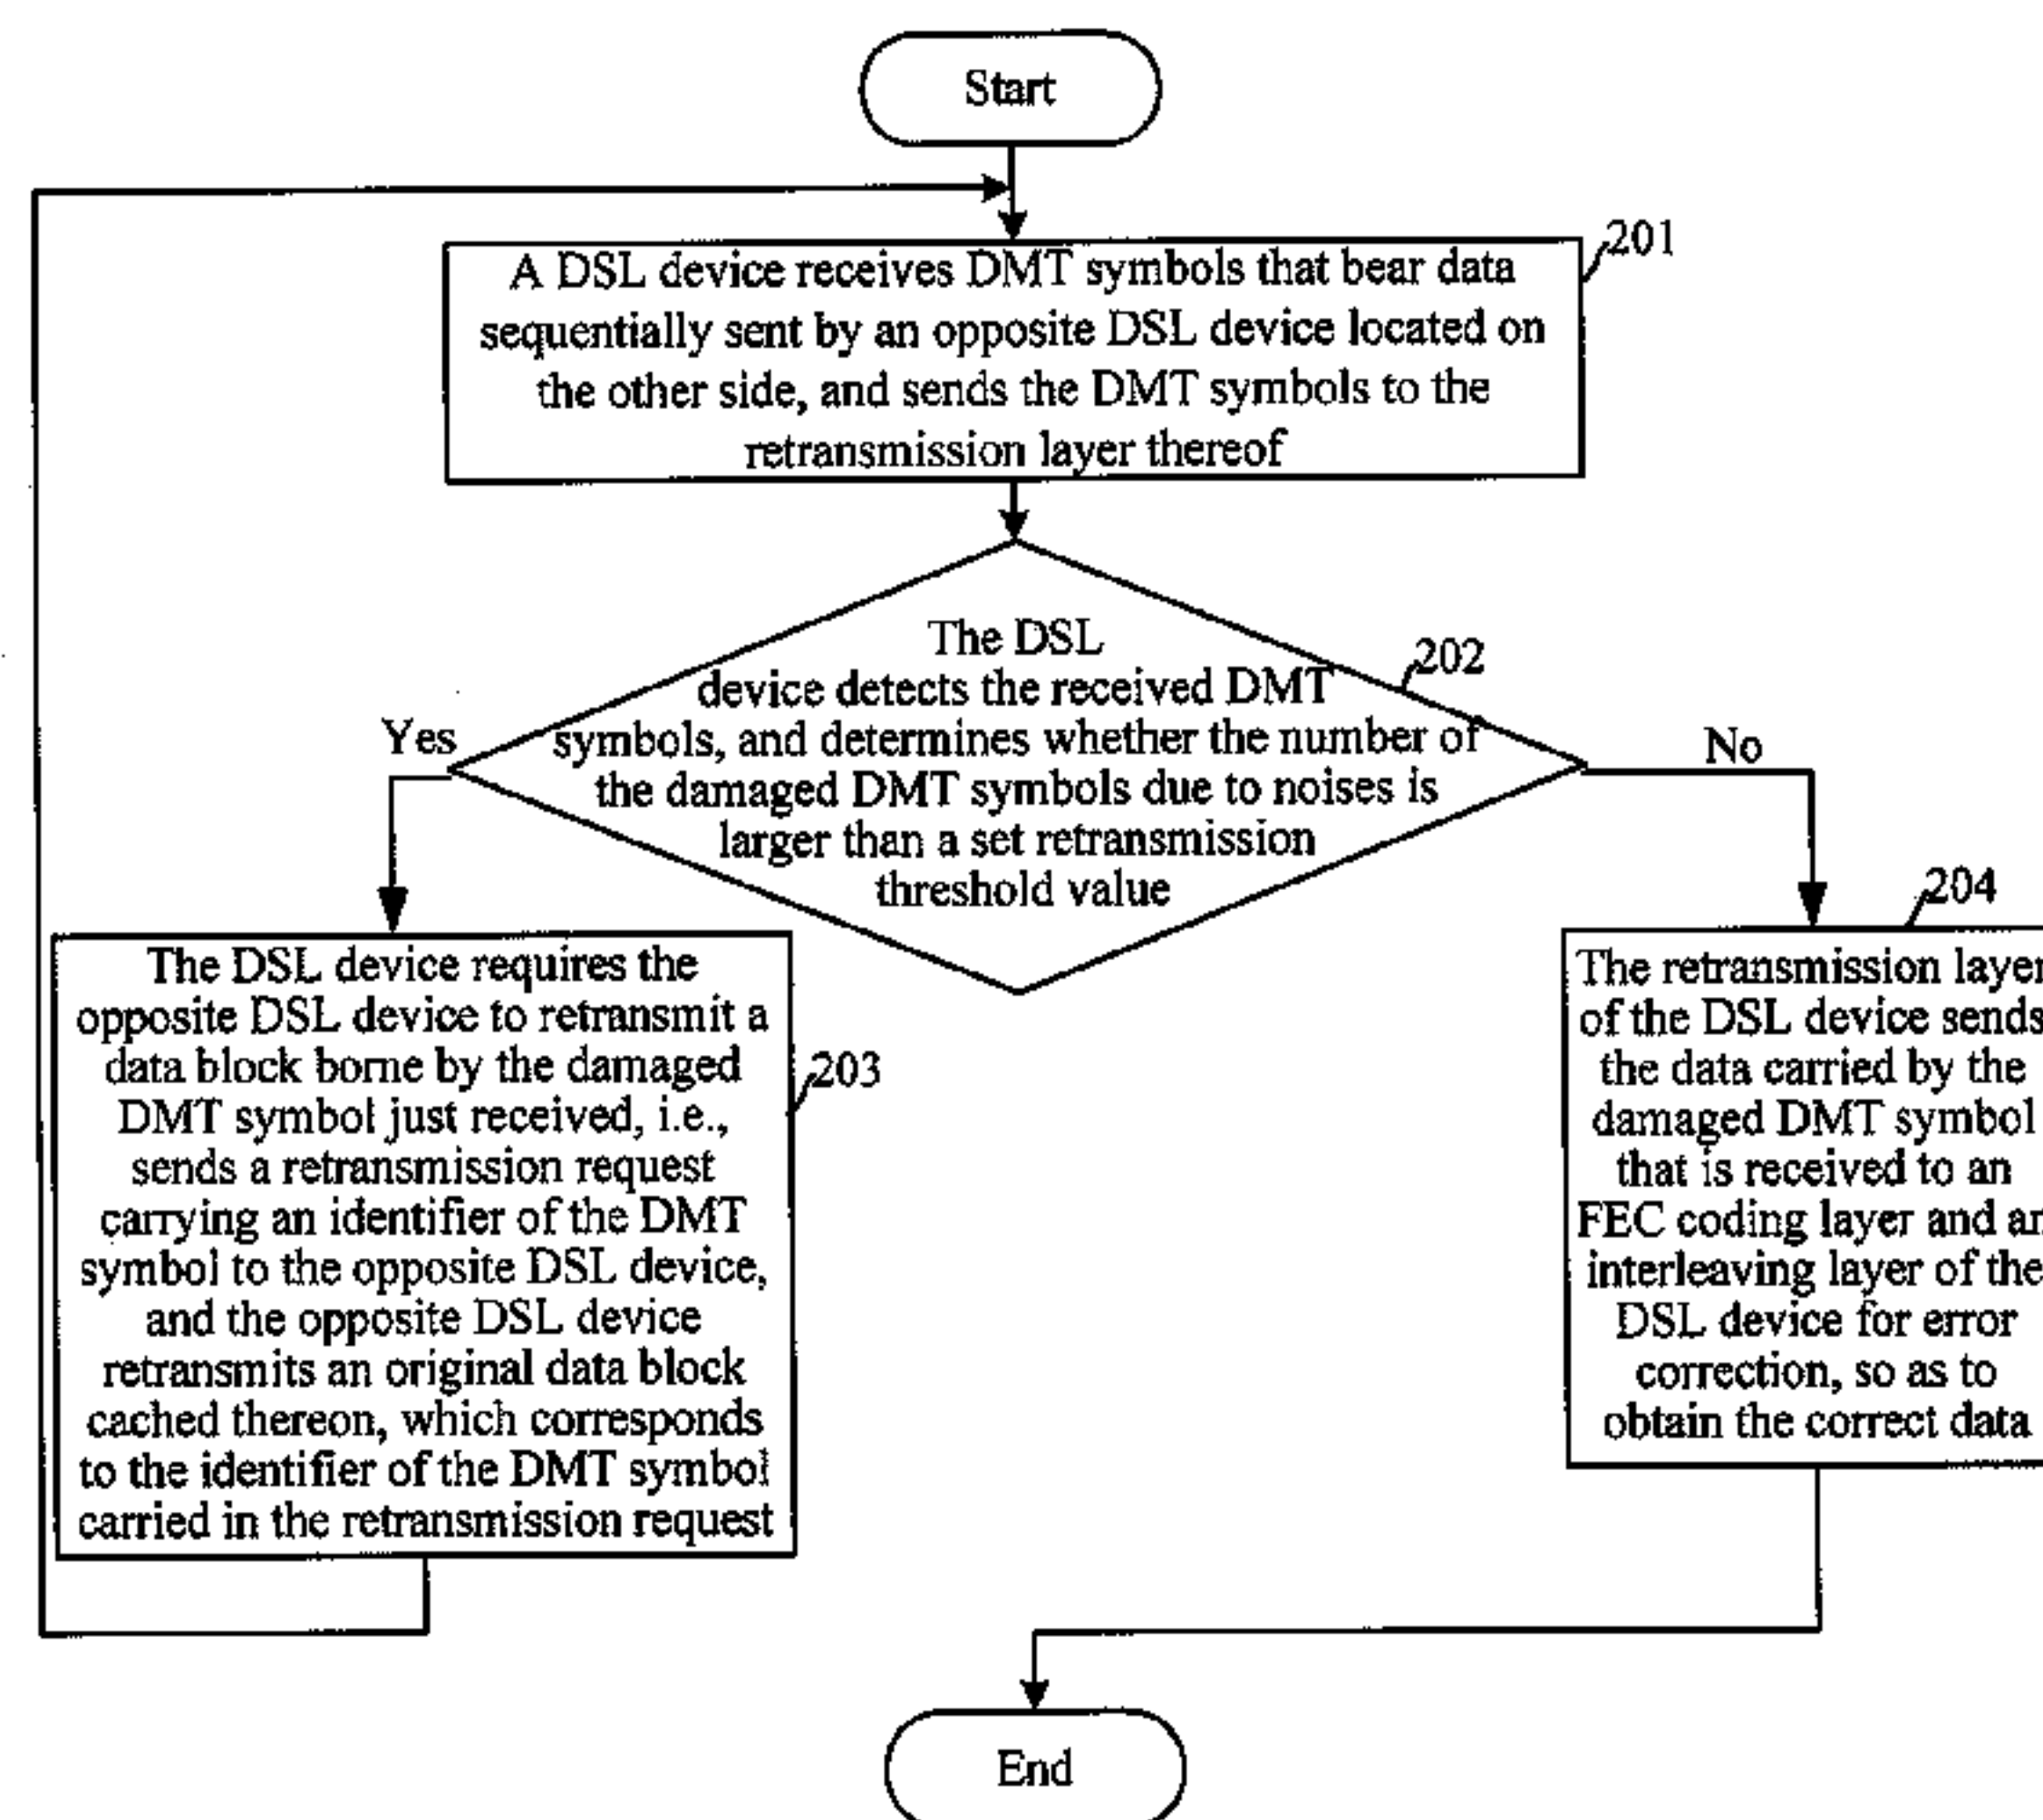 Start
201
A DSL device receives DMT symbols that bear data
sequentially sent by an opposite DSL device located on
the other side, and sends the DMT symbols to the
retransmission layer thereof
202
The DSL
device detects the received DMT
symbols, and determines whether the number of
the damaged DMT symbols due to noises is
larger than a set retransmission
threshold value
Yes
No
203
The DSL device requires the
opposite DSL device to retransmit a
data block borne by the damaged
DMT symbol just received, i.e.,
sends a retransmission request
carrying an identifier of the DMT
symbol to the opposite DSL device,
and the opposite DSL device
retransmits an original data block
cached thereon, which corresponds
to the identifier of the DMT symbol
carried in the retransmission request
204
The retransmission layer
of the DSL device sends
the data carried by the
damaged DMT symbol
that is received to an
FEC coding layer and an
interleaving layer of the
DSL device for error
correction, so as to
obtain the correct data
End